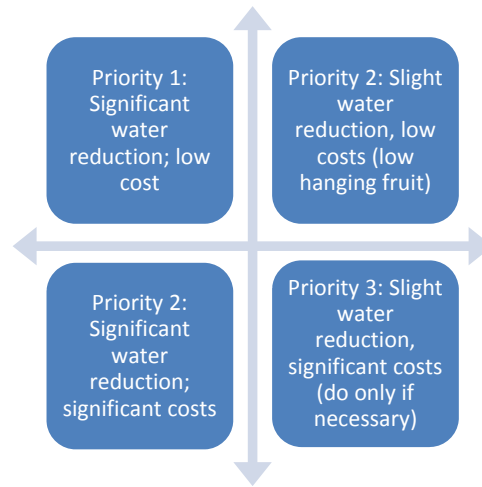 Priority 1:
Significant
water
reduction; low
cost
Priority 2: Slight
water
reduction, low
costs (low
hanging fruit)
Priority 2:
Significant
water
reduction;
significant costs
Priority 3: Slight
water
reduction,
significant costs
(do only if
necessary)